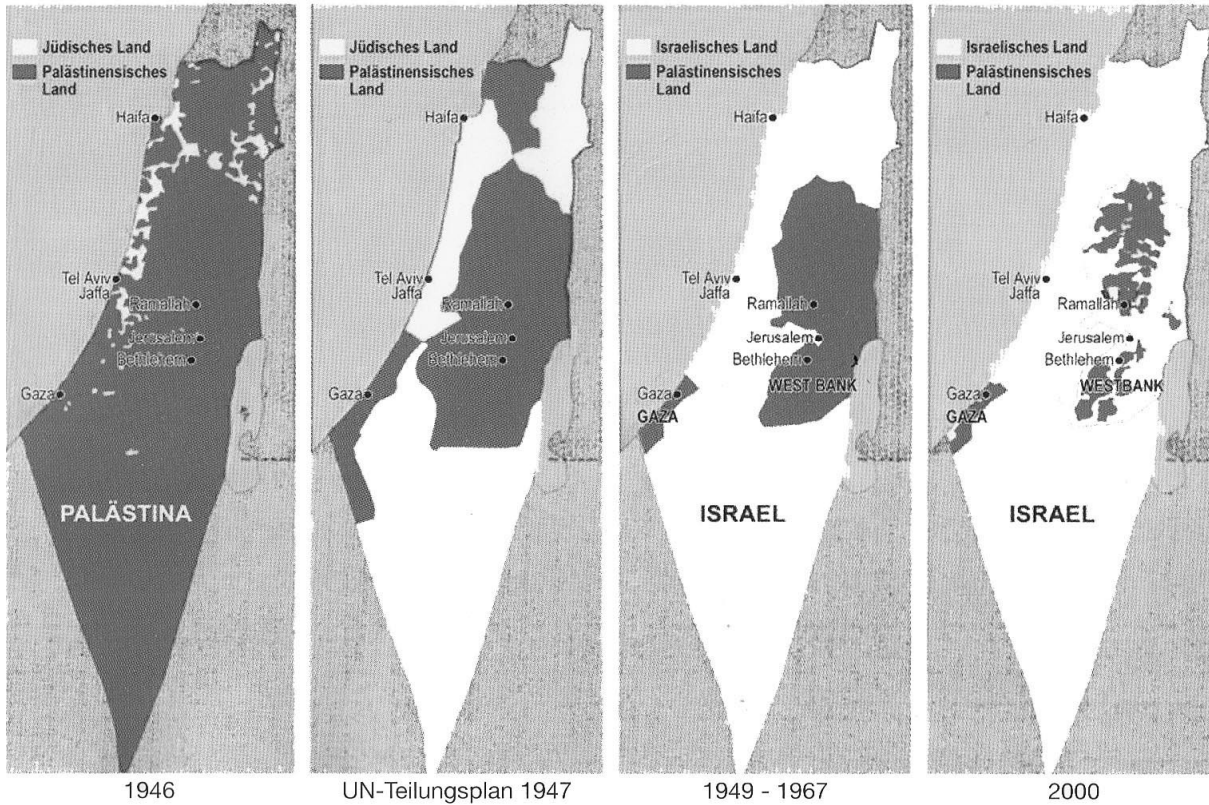 Jüdisches Land
Palästinensisches
Land
Haifa
Tel Aviv
Jaffa
Ramallah
Jerusalem
Bethlehem
Gaza
PALÄSTINA
1946
Jüdisches Land
Palästinensisches
Land
Haifa
Tel Aviv
Jaffa
Ramallah
Jerusalem
Bethlehem
Gaza
UN-Teilungsplan 1947
Israelisches Land
Palästinensisches
Land
Haifa
Tel Aviv
Jaffa
Ramallah
Jerusalem
Bethlehem
WEST BANK
Gaza
GAZA
ISRAEL
1949 - 1967
Israelisches Land
Palästinensisches
Land
Haifa
Tel Aviv
Jaffa
Ramallah
Jerusalem
Bethlehem
WESTBANK
Gaza
GAZA
ISRAEL
2000